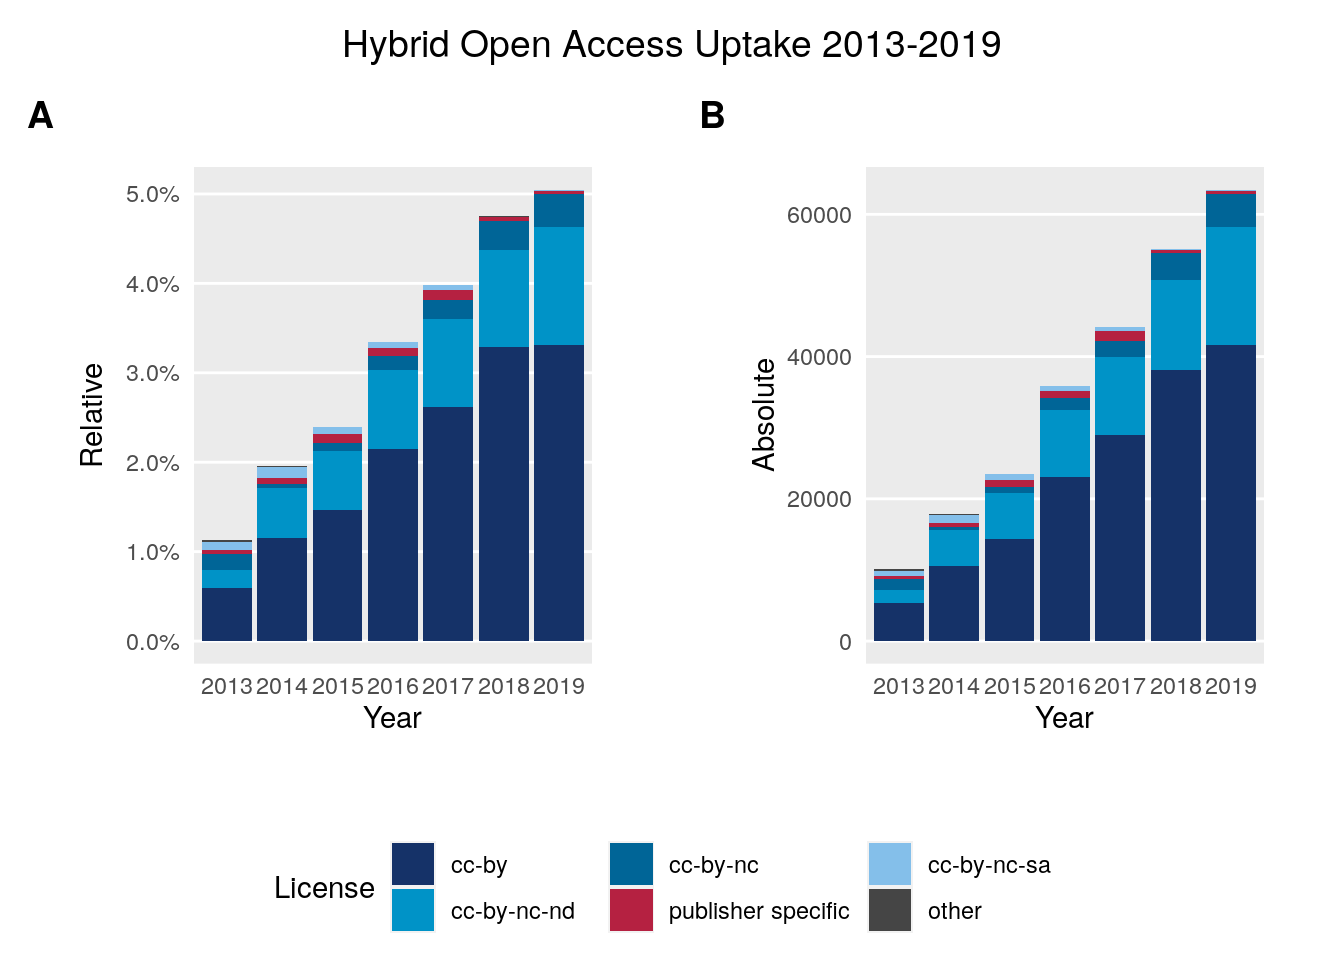 Hybrid Open Access Uptake 2013-2019
A
5.0%
4.0%
3.0%
2.0%
1.0%
0.0%
Relative
2013 2014 2015 2016 2017 2018 2019
Year
B
60000
40000
20000
0
Absolute
2013 2014 2015 2016 2017 2018 2019
Year
License
cc-by
cc-by-nc
cc-by-nc-sa
cc-by-nc-nd
publisher specific
other